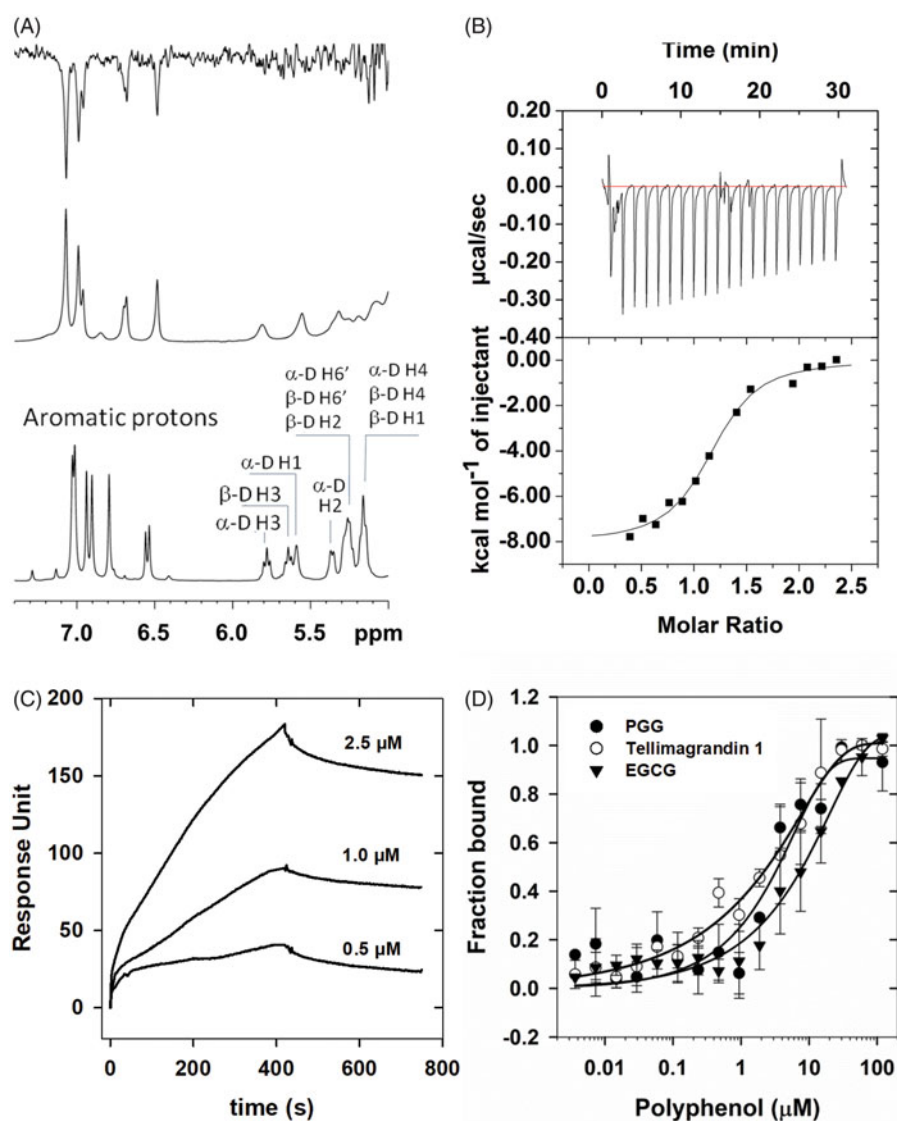 (A)
α-D H6' α-D H4
β-D H6' β-D H4
β-D H2 β-D H1
Aromatic protons
α-D H1
β-D H3 α-D
α-D H3 H2
7.0 6.5 6.0 5.5 ppm
(B)
Time (min)
0 10 20 30
0.20
0.10
0.00
-0.10
-0.20
-0.30
-0.40
µcal/sec
0.00
-2.00
-4.00
-6.00
-8.00
kcal mol⁻¹ of injectant
0.0 0.5 1.0 1.5 2.0 2.5
Molar Ratio
(C)
200
150
100
50
0
Response Unit
2.5 µM
1.0 µM
0.5 µM
0 200 400 600 800
time (s)
(D)
1.2
1.0
0.8
0.6
0.4
0.2
0.0
-0.2
Fraction bound
PGG
Tellimagrandin 1
EGCG
0.01 0.1 1 10 100
Polyphenol (µM)